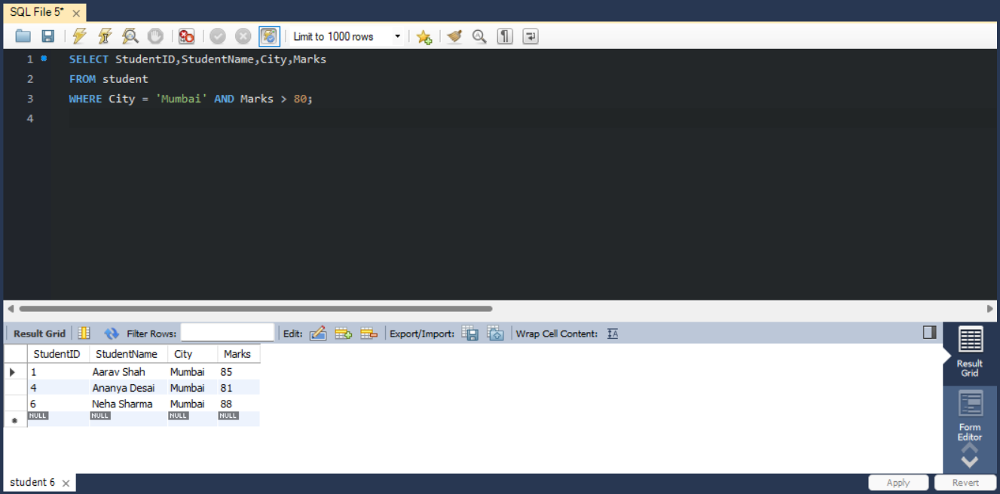 SQL File 5*
Limit to 1000 rows
1 SELECT StudentID,StudentName,City,Marks
2 FROM student
3 WHERE City = 'Mumbai' AND Marks > 80;
4
Result Grid Filter Rows: Edit: Export/Import: Wrap Cell Content:
StudentID StudentName City Marks
1 Aarav Shah Mumbai 85
4 Ananya Desai Mumbai 81
6 Neha Sharma Mumbai 88
NULL NULL NULL NULL
Result
Grid
Form
Editor
student 6 Apply Revert